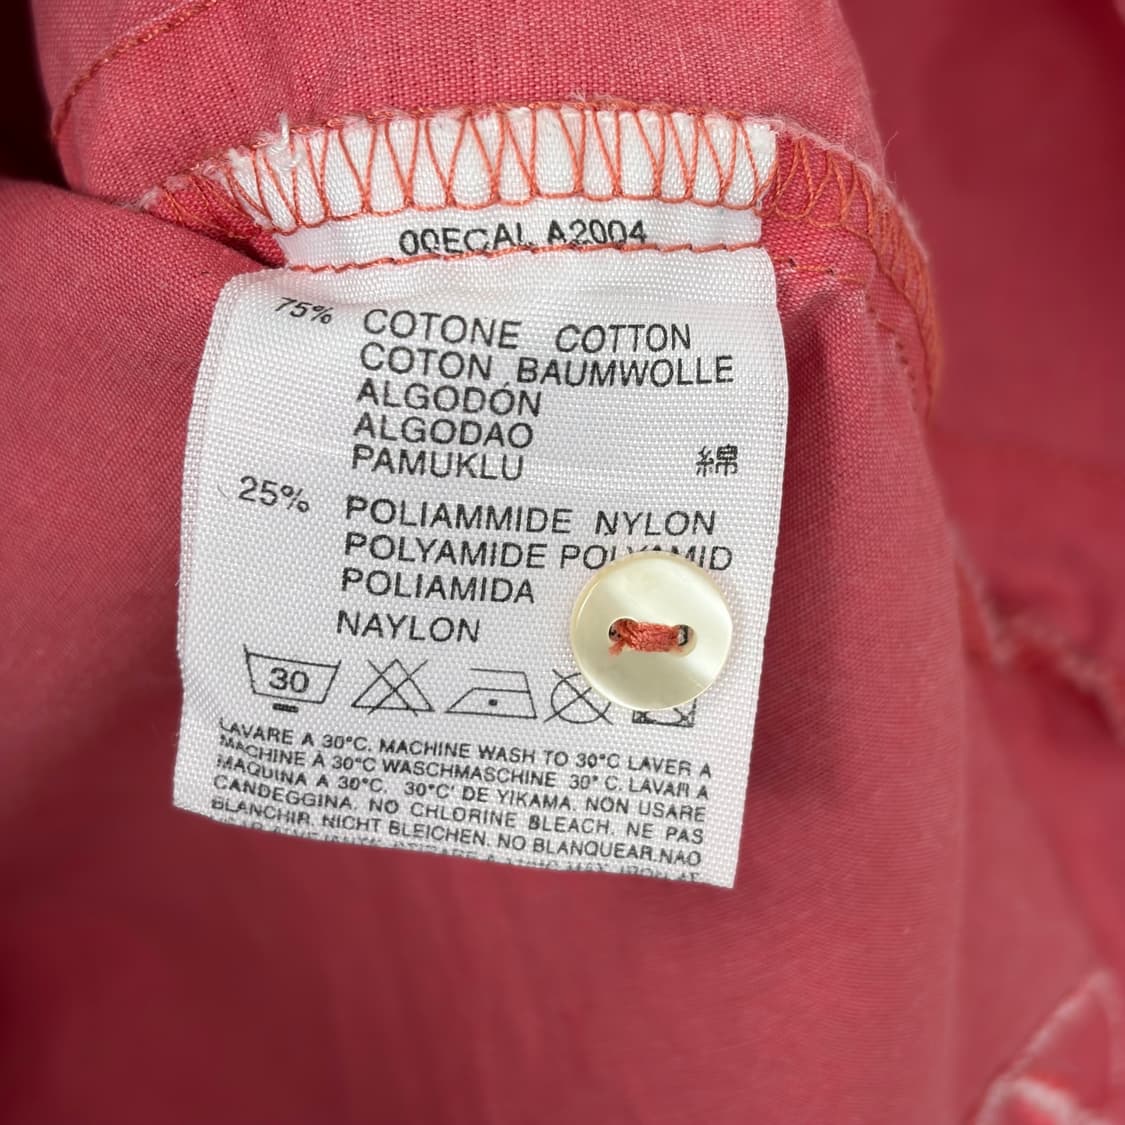 00ECAL A2004
75% COTONE COTTON
COTON BAUMWOLLE
ALGODÓN
ALGODAO
PAMUKLU 綿
25% POLIAMMIDE NYLON
POLYAMIDE POLYAMID
POLIAMIDA
NAYLON
30
LAVARE A 30°C. MACHINE WASH TO 30°C LAVER A
MACHINE À 30°C WASCHMASCHINE 30° C. LAVAR A
MAQUINA A 30°C. 30°C' DE YIKAMA. NON USARE
CANDEGGINA. NO CHLORINE BLEACH. NE PAS
BLANCHIR. NICHT BLEICHEN. NO BLANQUEAR.NAO